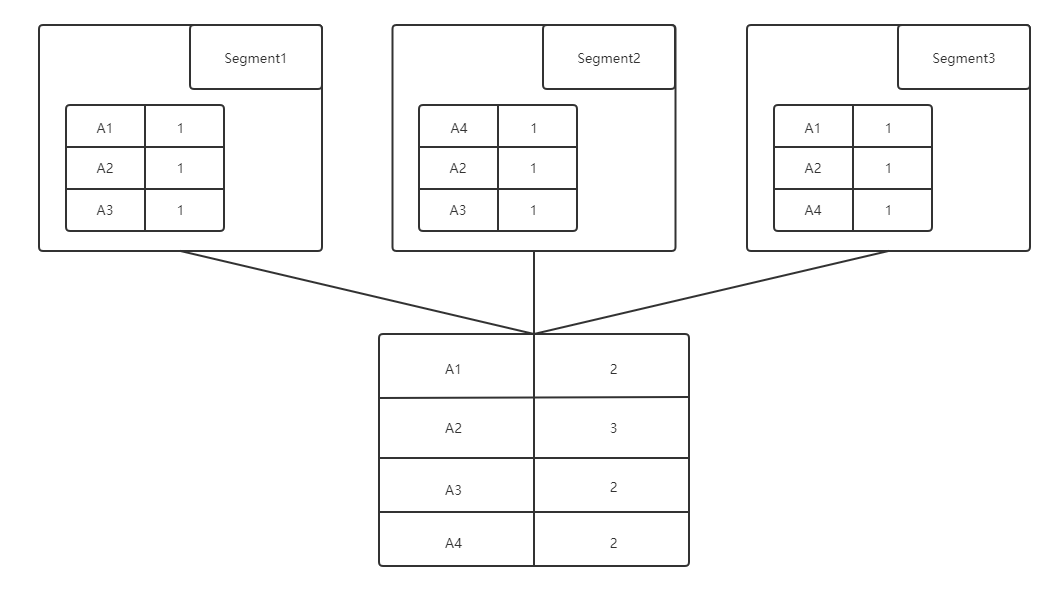 Segment1
A1 1
A2 1
A3 1
Segment2
A4 1
A2 1
A3 1
Segment3
A1 1
A2 1
A4 1
A1 2
A2 3
A3 2
A4 2